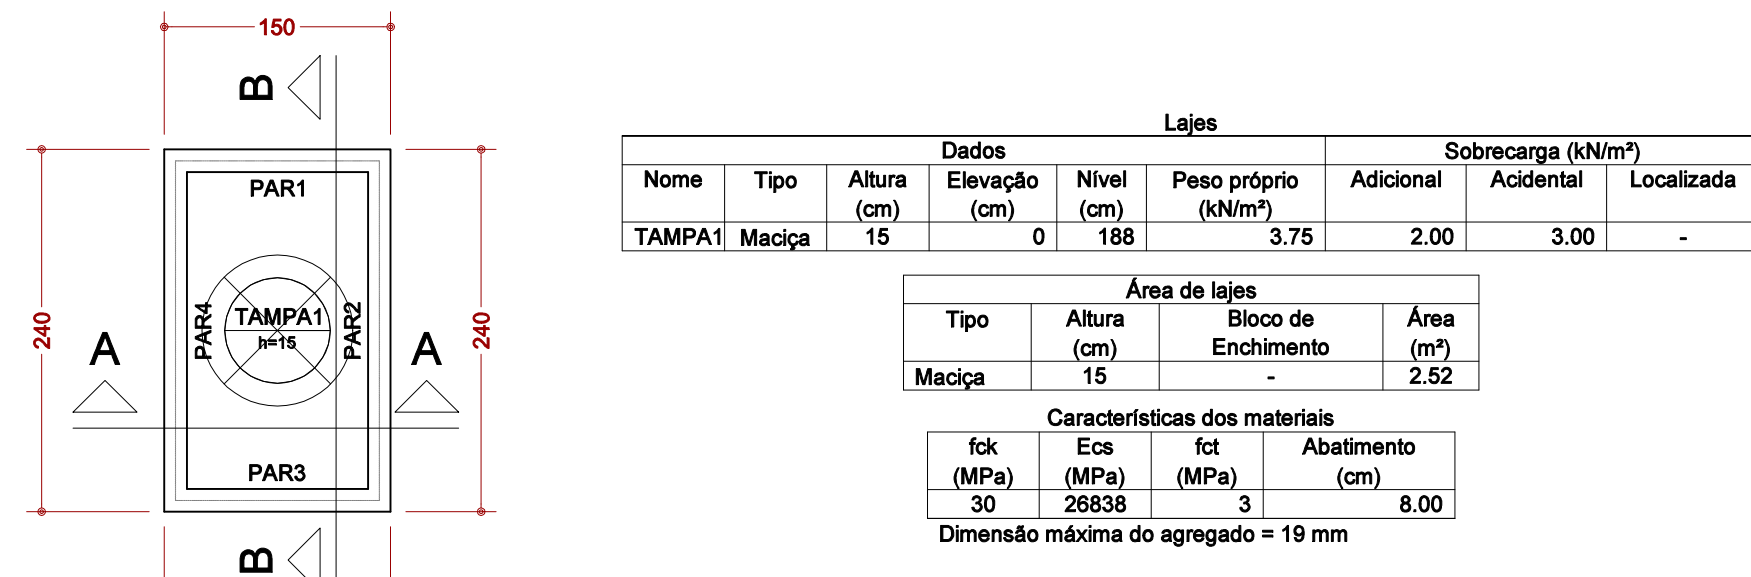 150
B
PAR1
240
240
PAR4
TAMPA1
h=15
PAR2
A
A
PAR3
B
Lajes
Dados Sobrecarga (kN/m²)
Nome Tipo Altura Elevação Nível Peso próprio Adicional Acidental Localizada
(cm) (cm) (cm) (kN/m²)
TAMPA1 Maciça 15 0 188 3.75 2.00 3.00 -
Área de lajes
Tipo Altura Bloco de Área
(cm) Enchimento (m²)
Maciça 15 - 2.52
Características dos materiais
fck Ecs fct Abatimento
(MPa) (MPa) (MPa) (cm)
30 26838 3 8.00
Dimensão máxima do agregado = 19 mm